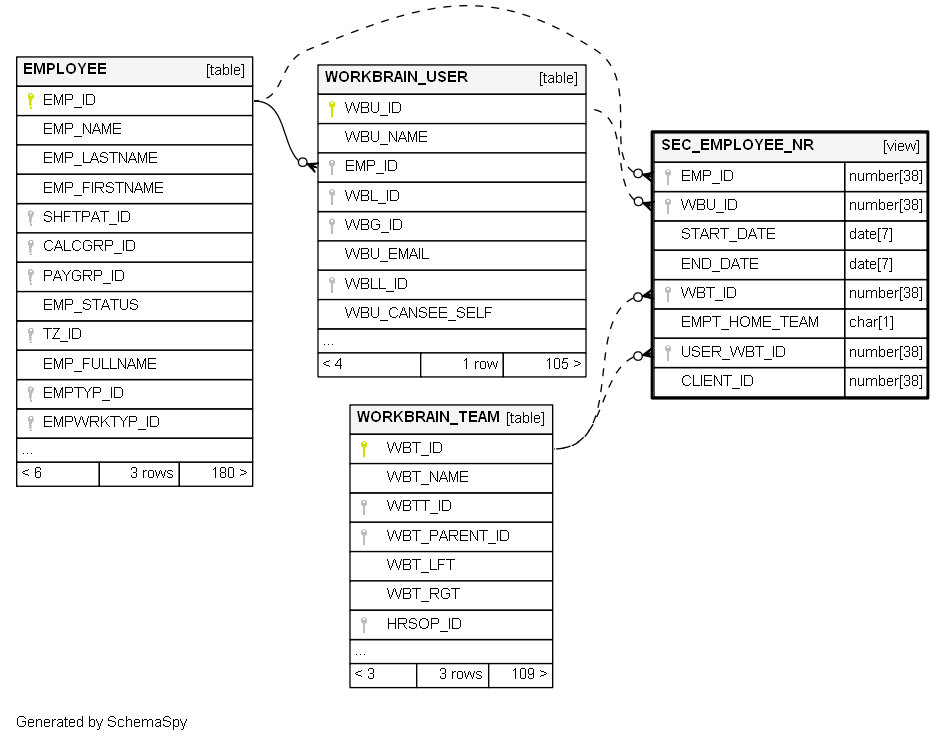 EMPLOYEE [table]
EMP_ID
EMP_NAME
EMP_LASTNAME
EMP_FIRSTNAME
SHFTPAT_ID
CALCGRP_ID
PAYGRP_ID
EMP_STATUS
TZ_ID
EMP_FULLNAME
EMPTYP_ID
EMPWRKTYP_ID
...
< 6 3 rows 180 >
WORKBRAIN_USER [table]
WBU_ID
WBU_NAME
EMP_ID
WBL_ID
WBG_ID
WBU_EMAIL
WBLL_ID
WBU_CANSEE_SELF
...
< 4 1 row 105 >
WORKBRAIN_TEAM [table]
WBT_ID
WBT_NAME
WBTT_ID
WBT_PARENT_ID
WBT_LFT
WBT_RGT
HRSOP_ID
...
< 3 3 rows 109 >
SEC_EMPLOYEE_NR [view]
EMP_ID number[38]
WBU_ID number[38]
START_DATE date[7]
END_DATE date[7]
WBT_ID number[38]
EMPT_HOME_TEAM char[1]
USER_WBT_ID number[38]
CLIENT_ID number[38]
Generated by SchemaSpy